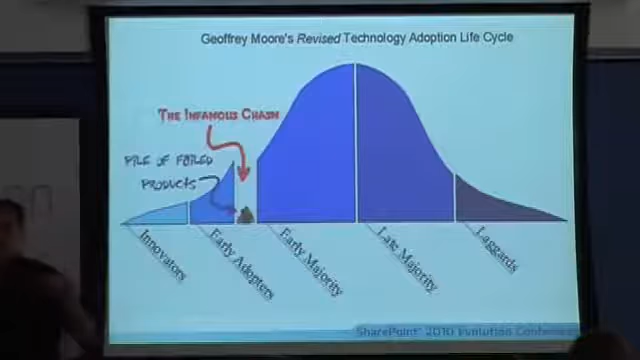 Geoffrey Moore's Revised Technology Adoption Life Cycle
THE INFAMOUS CHASM
PILE OF FAILED
PRODUCTS
Innovators
Early Adopters
Early Majority
Late Majority
Laggards
SharePoint 2010 Evolution Conference